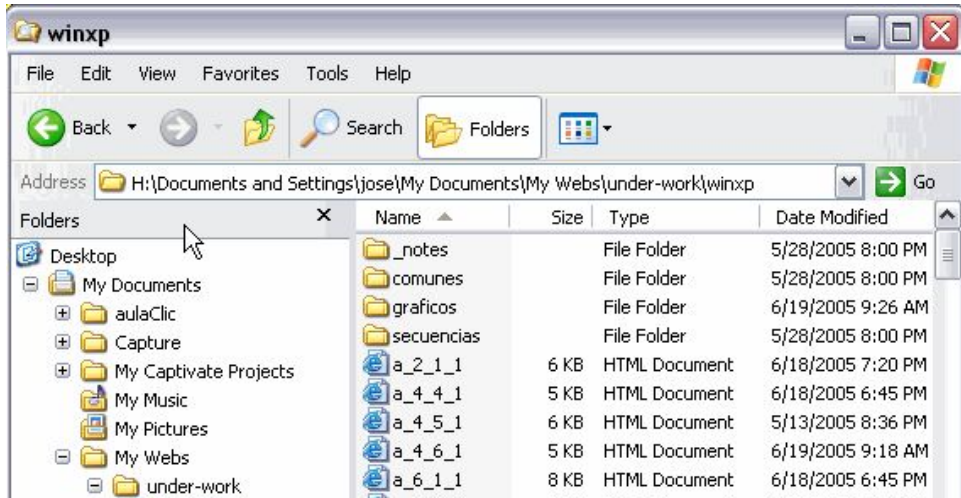 winxp
File Edit View Favorites Tools Help
Back Search Folders
Address H:\Documents and Settings\jose\My Documents\My Webs\under-work\winxp Go
Folders
Desktop
My Documents
aulaClic
Capture
My Captivate Projects
My Music
My Pictures
My Webs
under-work
Name Size Type Date Modified
_notes File Folder 5/28/2005 8:00 PM
comunes File Folder 5/28/2005 8:00 PM
graficos File Folder 6/19/2005 9:26 AM
secuencias File Folder 5/28/2005 8:00 PM
a_2_1_1 6 KB HTML Document 6/18/2005 7:20 PM
a_4_4_1 5 KB HTML Document 6/18/2005 6:45 PM
a_4_5_1 6 KB HTML Document 5/13/2005 8:36 PM
a_4_6_1 5 KB HTML Document 6/19/2005 9:18 AM
a_6_1_1 8 KB HTML Document 6/18/2005 6:45 PM